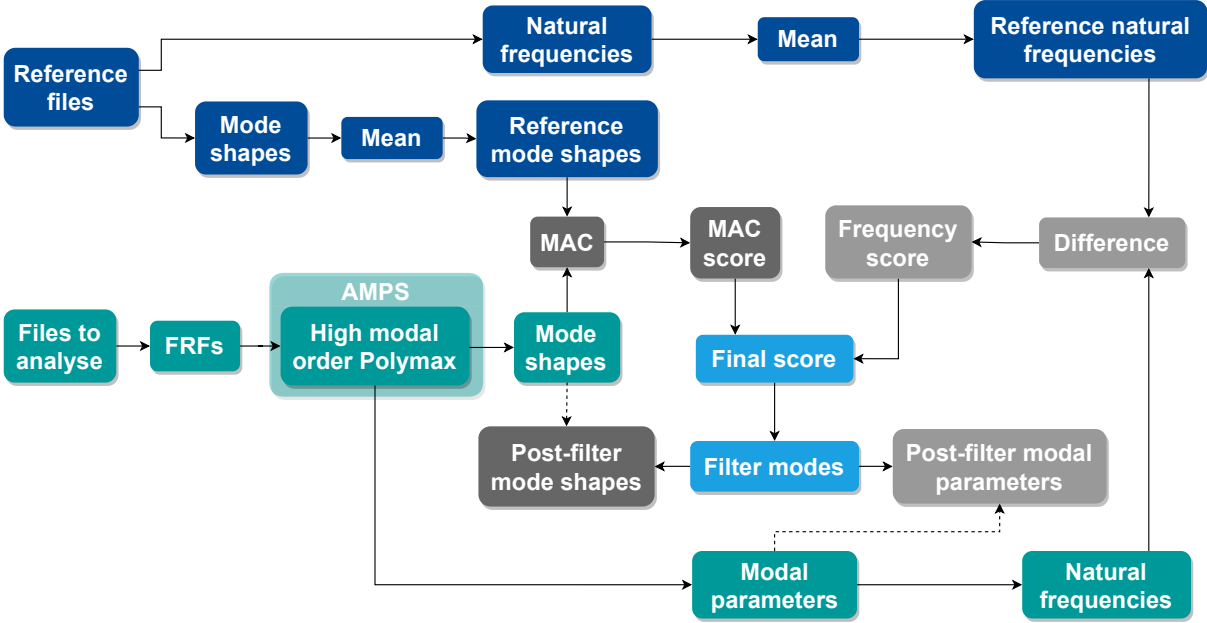 Natural
frequencies
Mean
Reference natural
frequencies
Reference
files
Mode
shapes
Mean
Reference
mode shapes
MAC
MAC
score
Frequency
score
Difference
AMPS
Files to
analyse
FRFs
High modal
order Polymax
Mode
shapes
Final score
Post-filter
mode shapes
Filter modes
Post-filter modal
parameters
Modal
parameters
Natural
frequencies